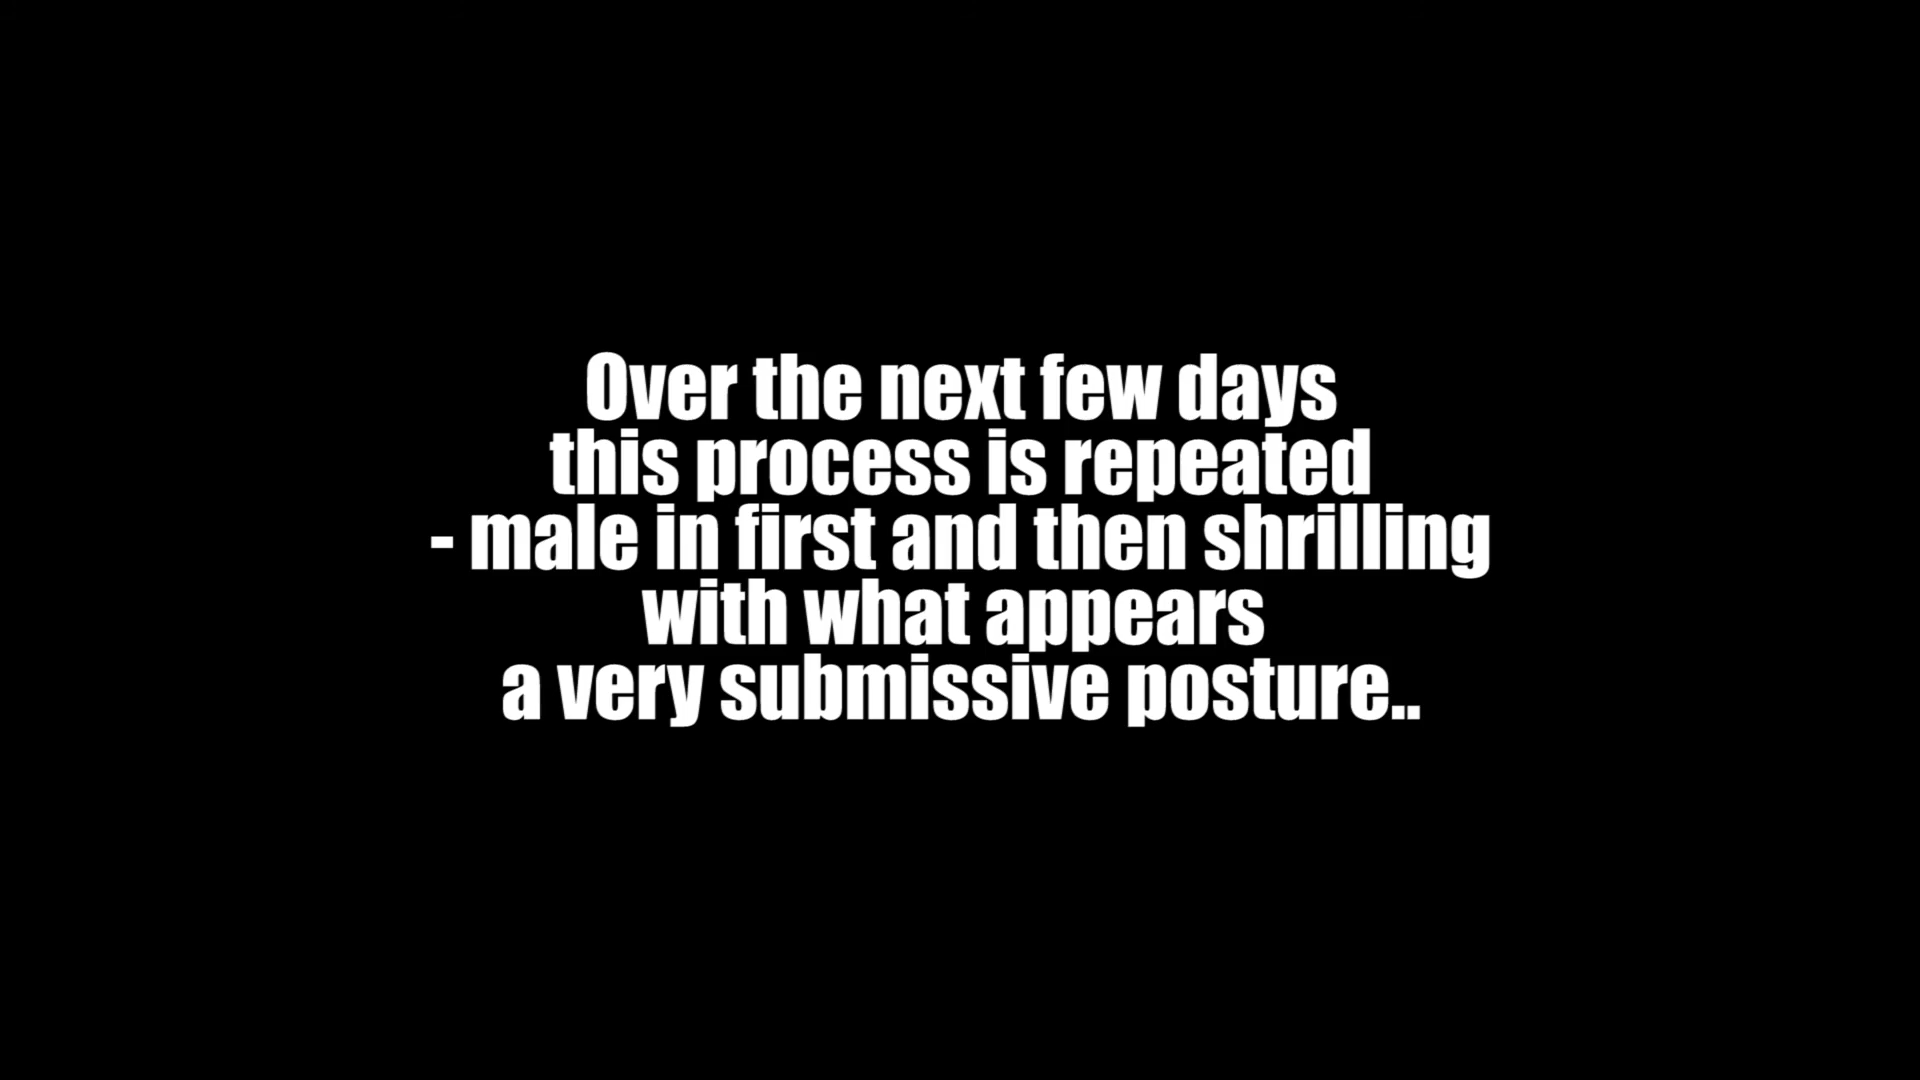 Over the next few days
this process is repeated
- male in first and then shrilling
with what appears
a very submissive posture..